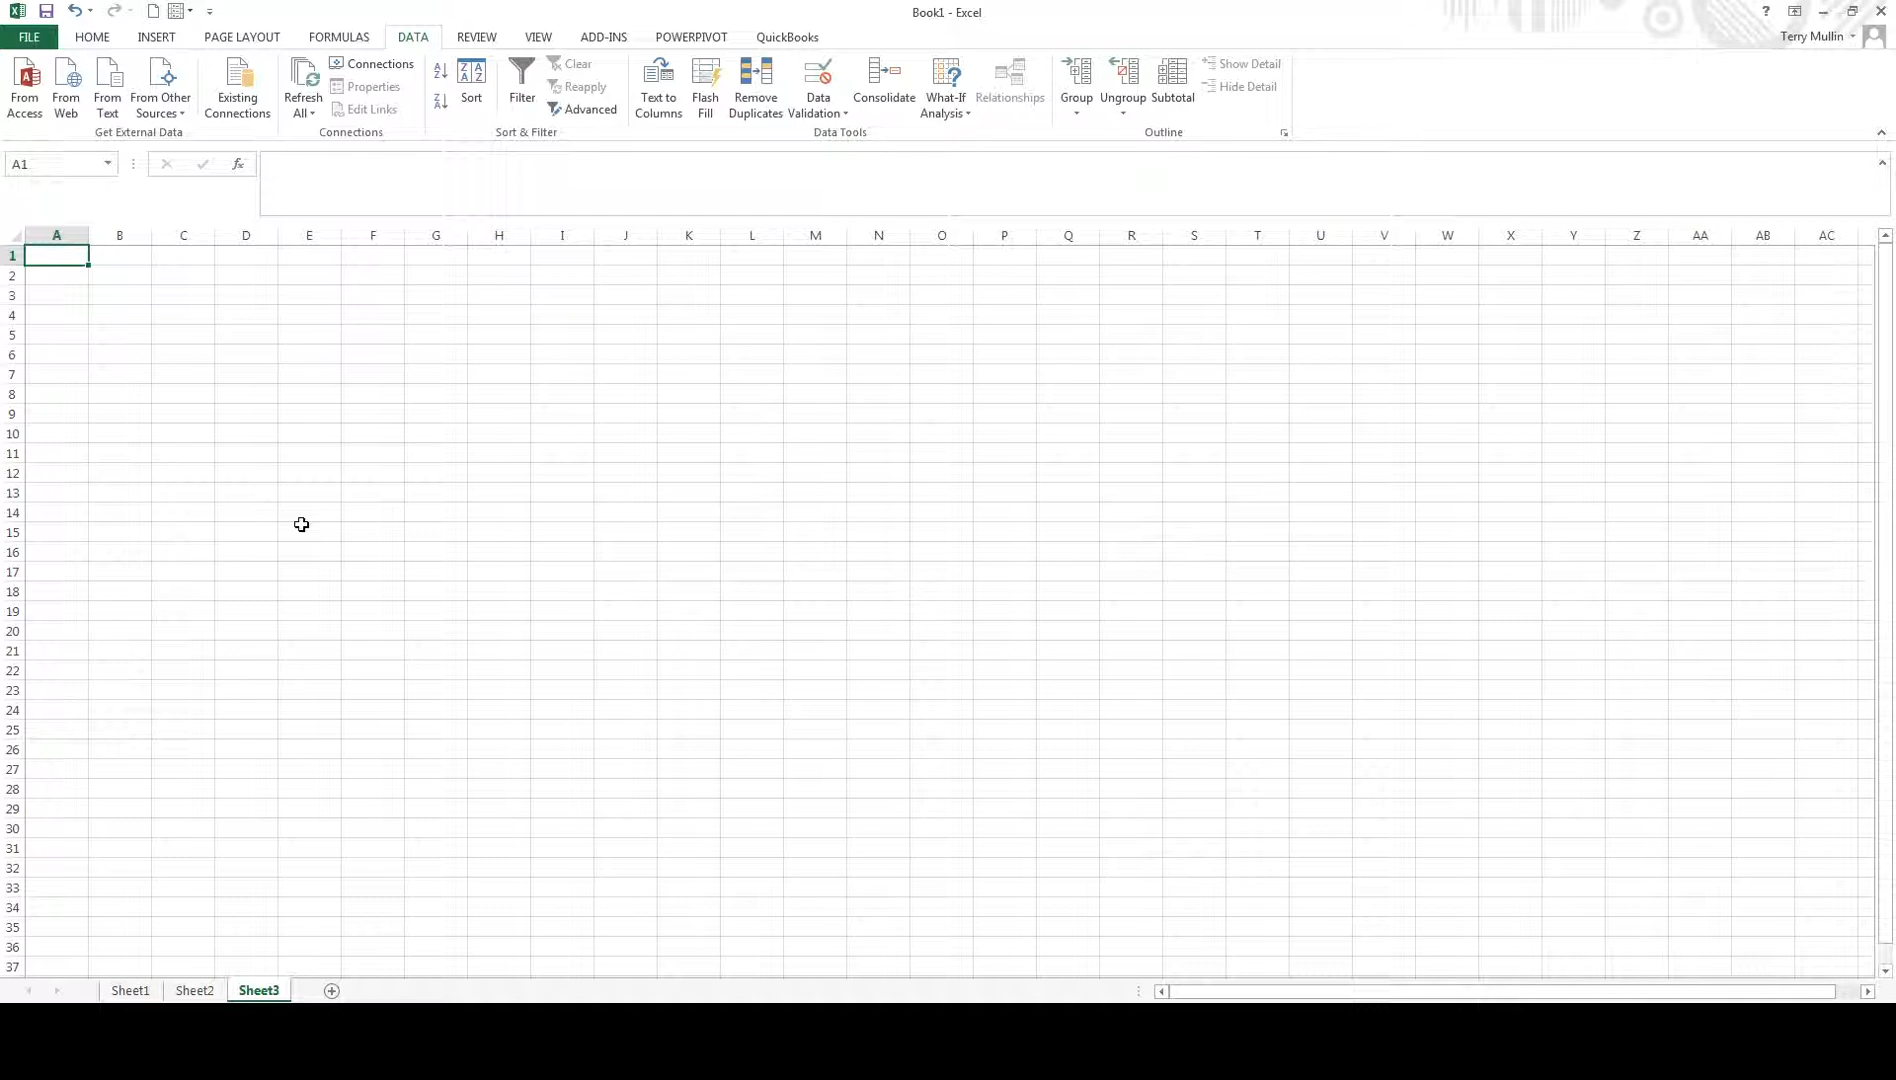 Book1 - Excel
FILE HOME INSERT PAGE LAYOUT FORMULAS DATA REVIEW VIEW ADD-INS POWERPIVOT QuickBooks Terry Mullin
From Access
From Web
From Text
From Other Sources
Get External Data
Existing Connections
Refresh All
Connections
Properties
Edit Links
Connections
Sort
Filter
Clear
Reapply
Advanced
Sort & Filter
Text to Columns
Flash Fill
Remove Duplicates
Data Validation
Consolidate
What-If Analysis
Relationships
Data Tools
Group
Ungroup
Subtotal
Show Detail
Hide Detail
Outline
A1 fx
A B C D E F G H I J K L M N O P Q R S T U V W X Y Z AA AB AC
1
2
3
4
5
6
7
8
9
10
11
12
13
14
15
16
17
18
19
20
21
22
23
24
25
26
27
28
29
30
31
32
33
34
35
36
37
Sheet1 Sheet2 Sheet3